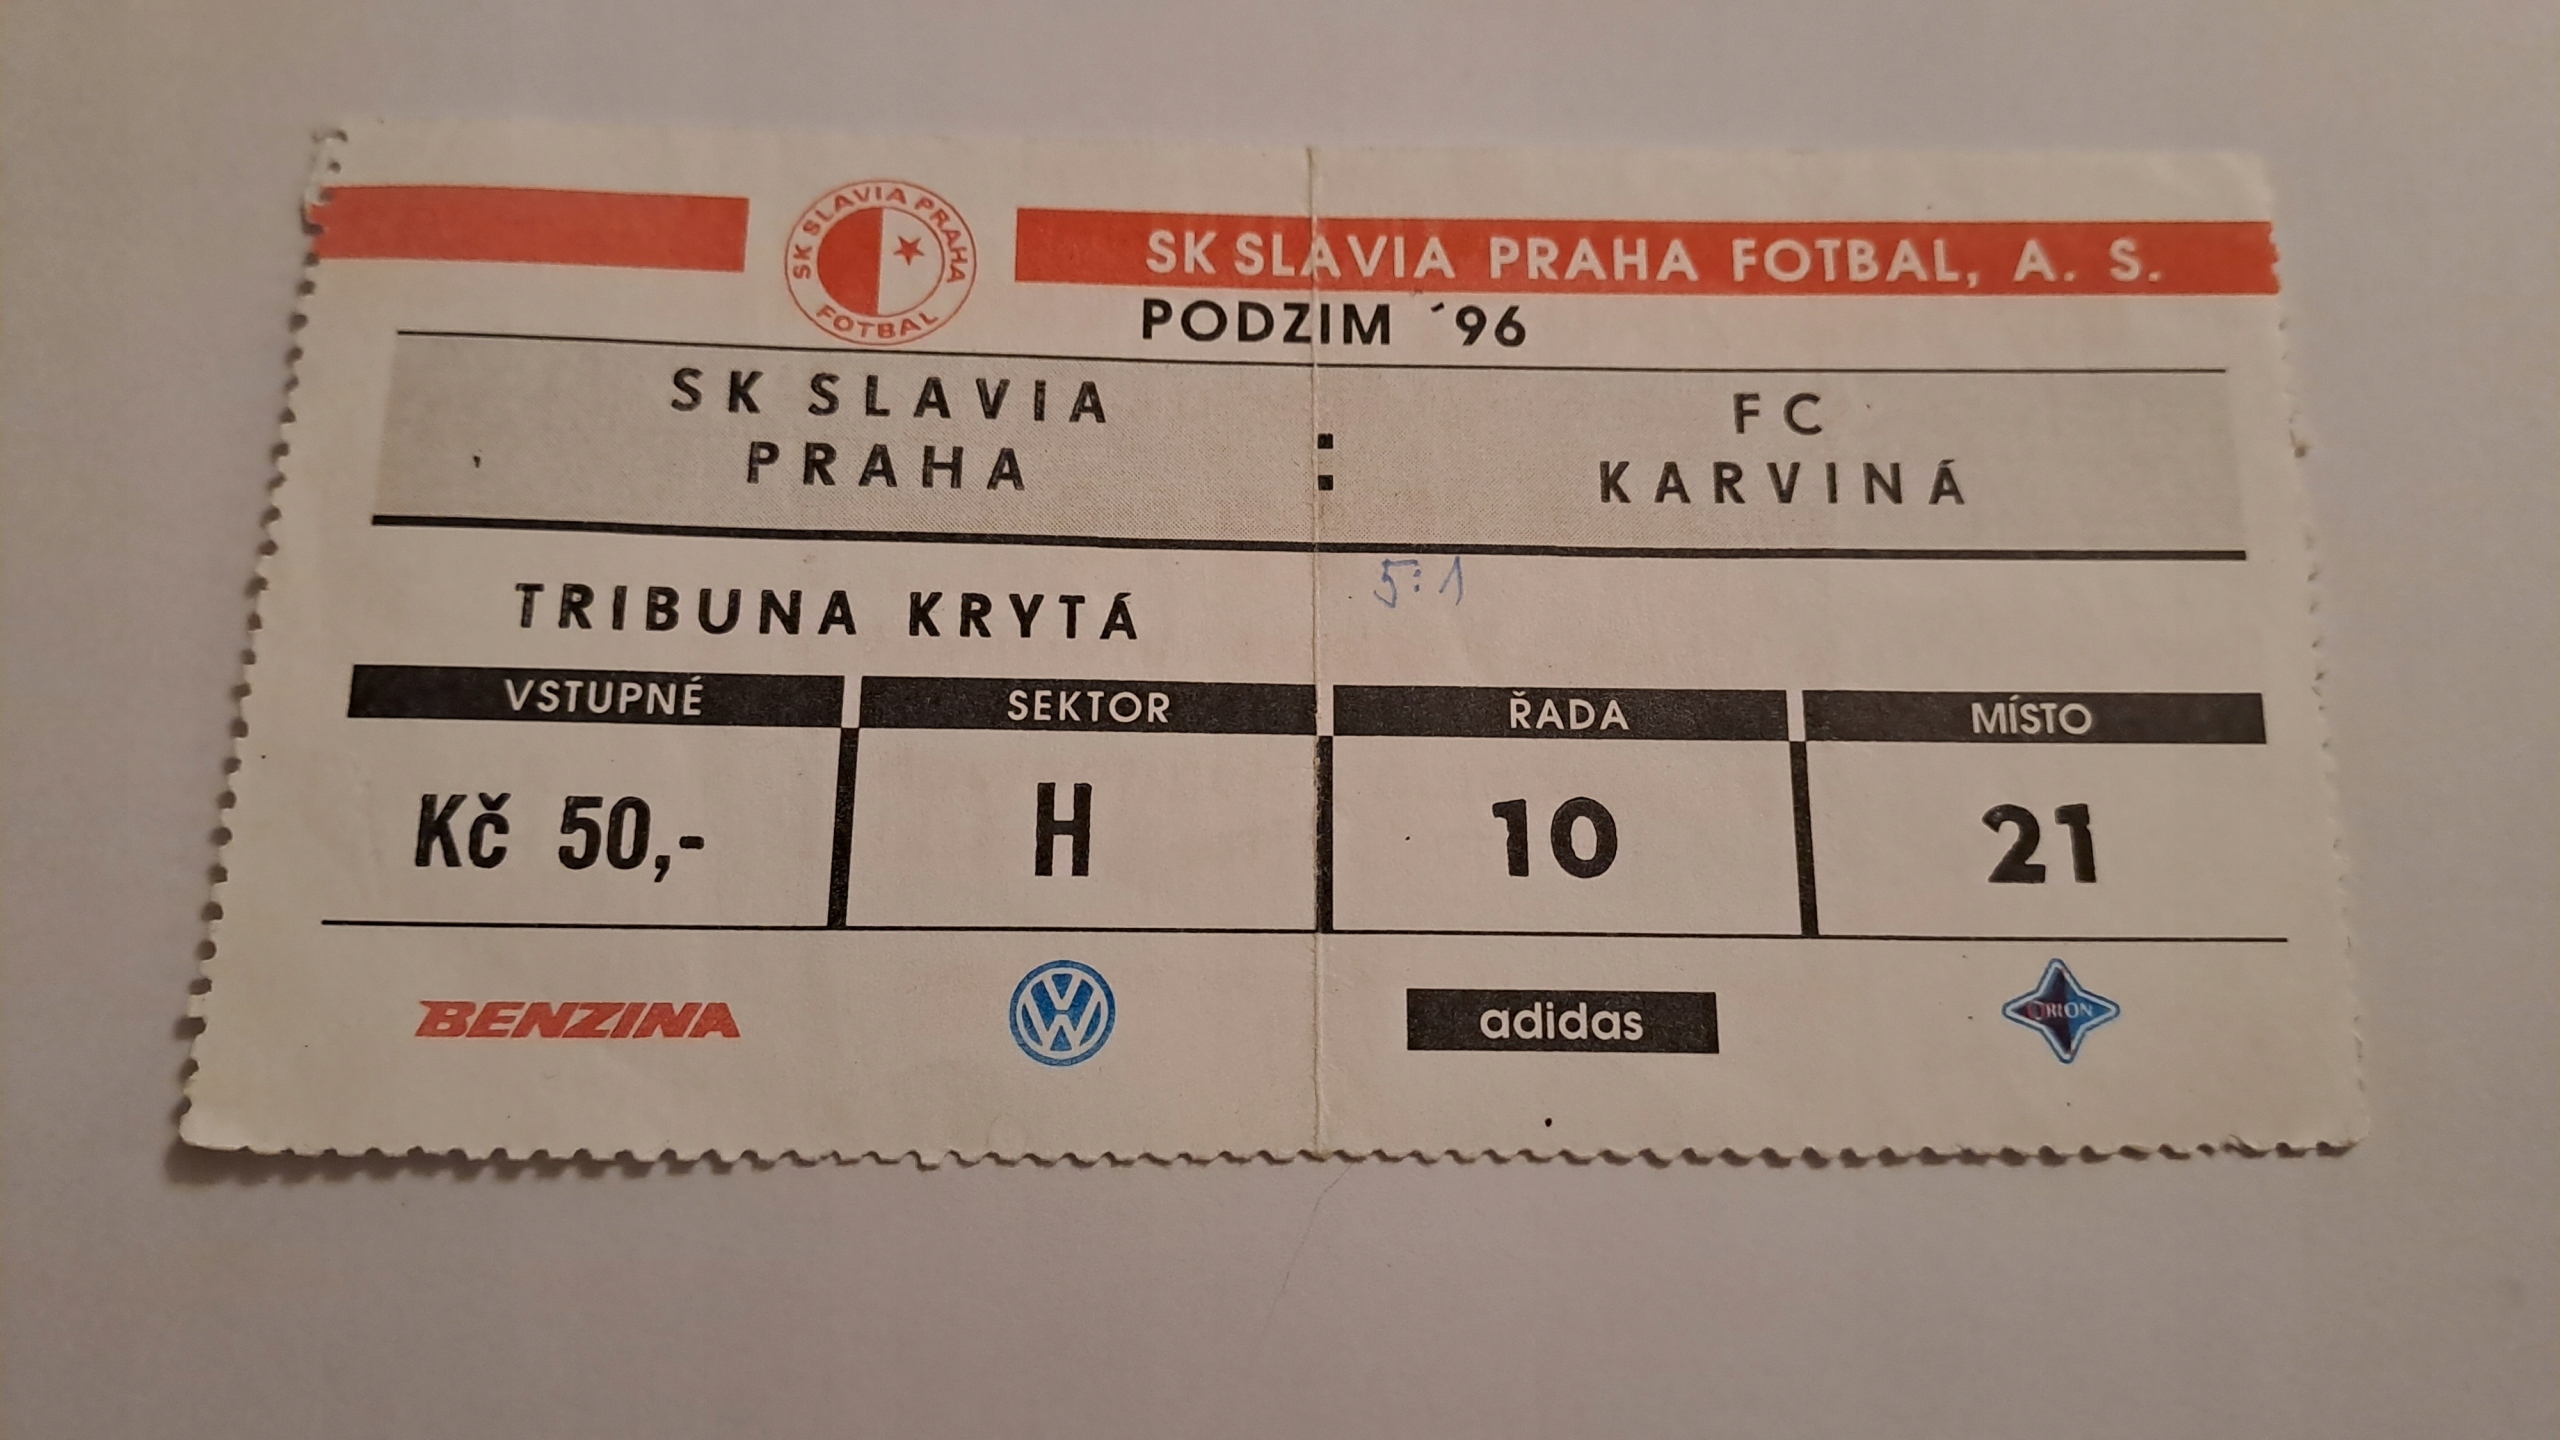 SK SLAVIA PRAHA
FOTBAL
SK SLAVIA PRAHA FOTBAL, A. S.
PODZIM ´96
SK SLAVIA
PRAHA
:
FC
KARVINÁ
5:1
TRIBUNA KRYTÁ
VSTUPNÉ SEKTOR ŘADA MÍSTO
Kč 50,- H 10 21
BENZINA VW adidas ORION